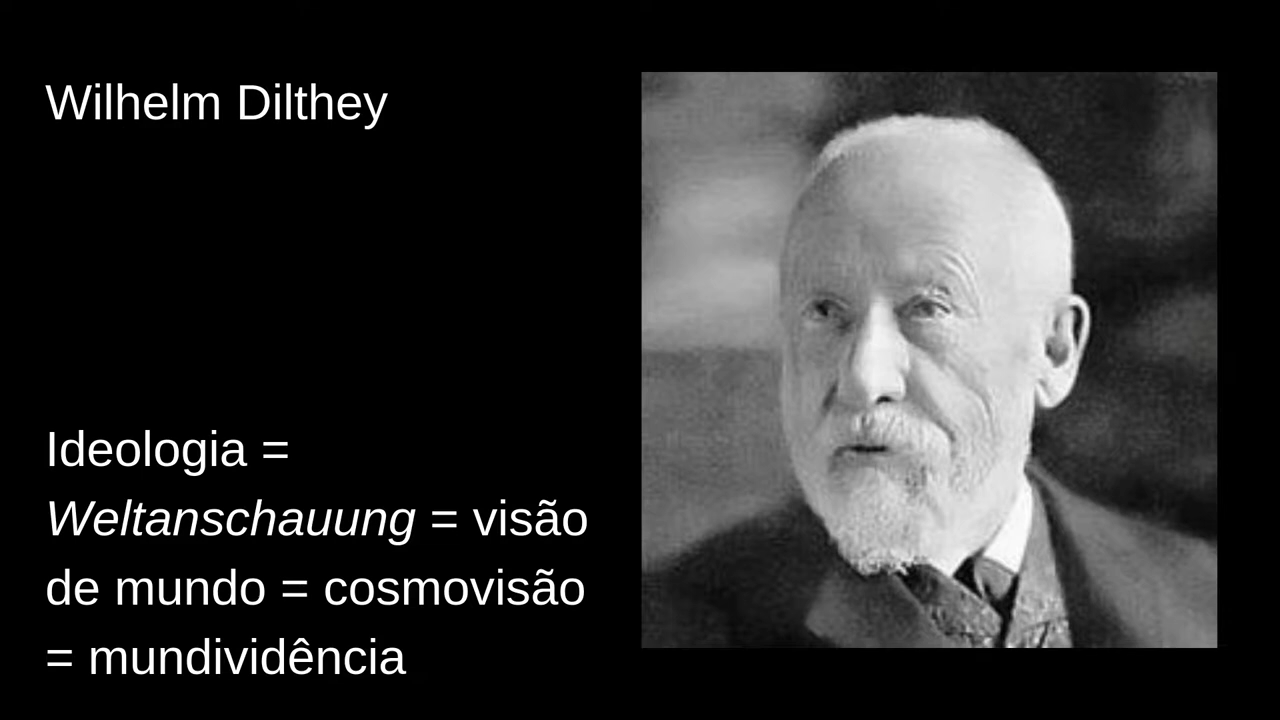 Wilhelm Dilthey
Ideologia =
Weltanschauung = visão
de mundo = cosmovisão
= mundividência